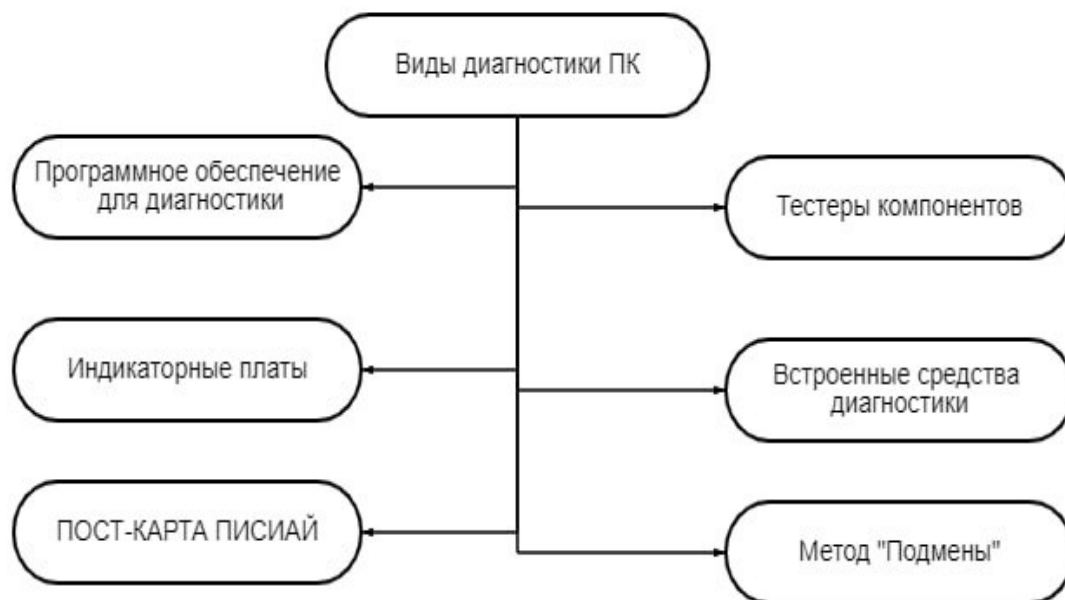 Виды диагностики ПК
Программное обеспечение
для диагностики
Тестеры компонентов
Индикаторные платы
Встроенные средства
диагностики
ПОСТ-КАРТА ПИСИАЙ
Метод "Подмены"